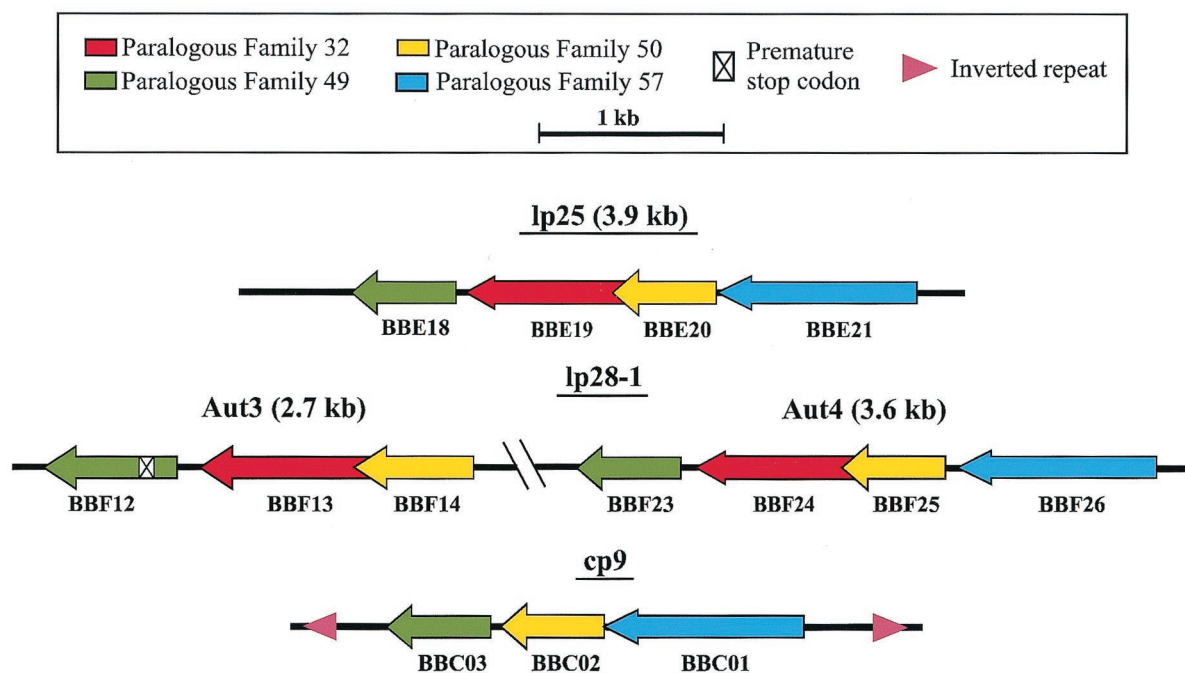 Paralogous Family 32
Paralogous Family 49
Paralogous Family 50
Paralogous Family 57
Premature
stop codon
Inverted repeat
1 kb
lp25 (3.9 kb)
BBE18 BBE19 BBE20 BBE21
lp28-1
Aut3 (2.7 kb) Aut4 (3.6 kb)
BBF12 BBF13 BBF14 BBF23 BBF24 BBF25 BBF26
cp9
BBC03 BBC02 BBC01